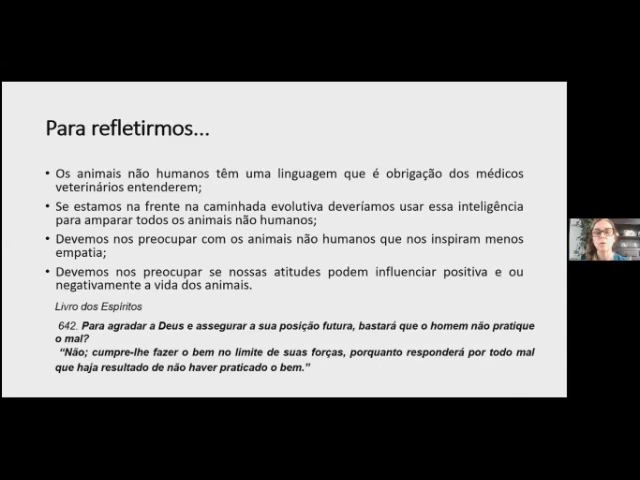 Para refletirmos...
• Os animais não humanos têm uma linguagem que é obrigação dos médicos
veterinários entenderem;
• Se estamos na frente na caminhada evolutiva deveríamos usar essa inteligência
para amparar todos os animais não humanos;
• Devemos nos preocupar com os animais não humanos que nos inspiram menos
empatia;
• Devemos nos preocupar se nossas atitudes podem influenciar positiva e ou
negativamente a vida dos animais.
Livro dos Espíritos
642. Para agradar a Deus e assegurar a sua posição futura, bastará que o homem não pratique
o mal?
“Não; cumpre-lhe fazer o bem no limite de suas forças, porquanto responderá por todo mal
que haja resultado de não haver praticado o bem.”